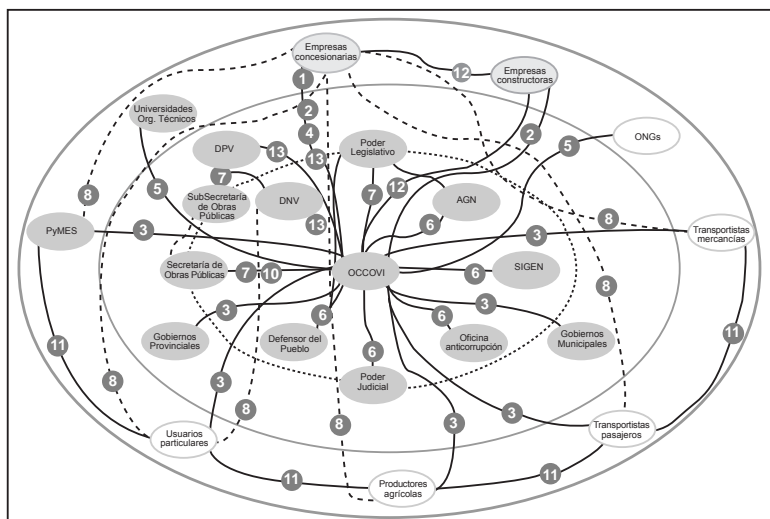 Empresas
concesionarias
1
12
Empresas
constructoras
Universidades
Org. Técnicos
2
4
2
ONGs
DPV
13
13
Poder
Legislativo
5
7
7
12
8
5
SubSecretaría
de Obras
Públicas
DNV
13
AGN
6
8
PyMES
3
3
Transportistas
mercancías
Secretaría de
Obras Públicas
7
10
OCCOVI
6
SIGEN
8
3
6
6
3
Gobiernos
Provinciales
Defensor del
Pueblo
6
Oficina
anticorrupción
Gobiernos
Municipales
11
11
Poder
Judicial
8
3
8
8
3
3
Usuarios
particulares
Transportistas
pasajeros
11
Productores
agrícolas
11